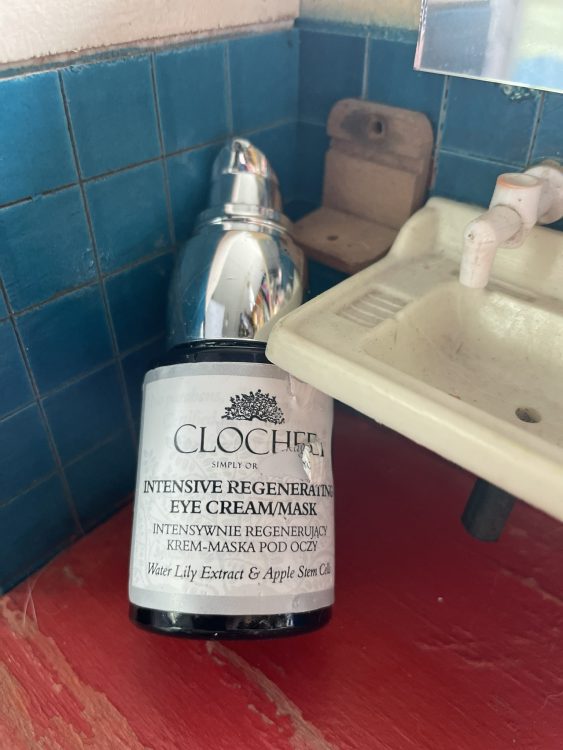 CLOCHEE
SIMPLY OR
INTENSIVE REGENERATING
EYE CREAM/MASK
INTENSYWNIE REGENERUJĄCY
KREM-MASKA POD OCZY
Water Lily Extract & Apple Stem